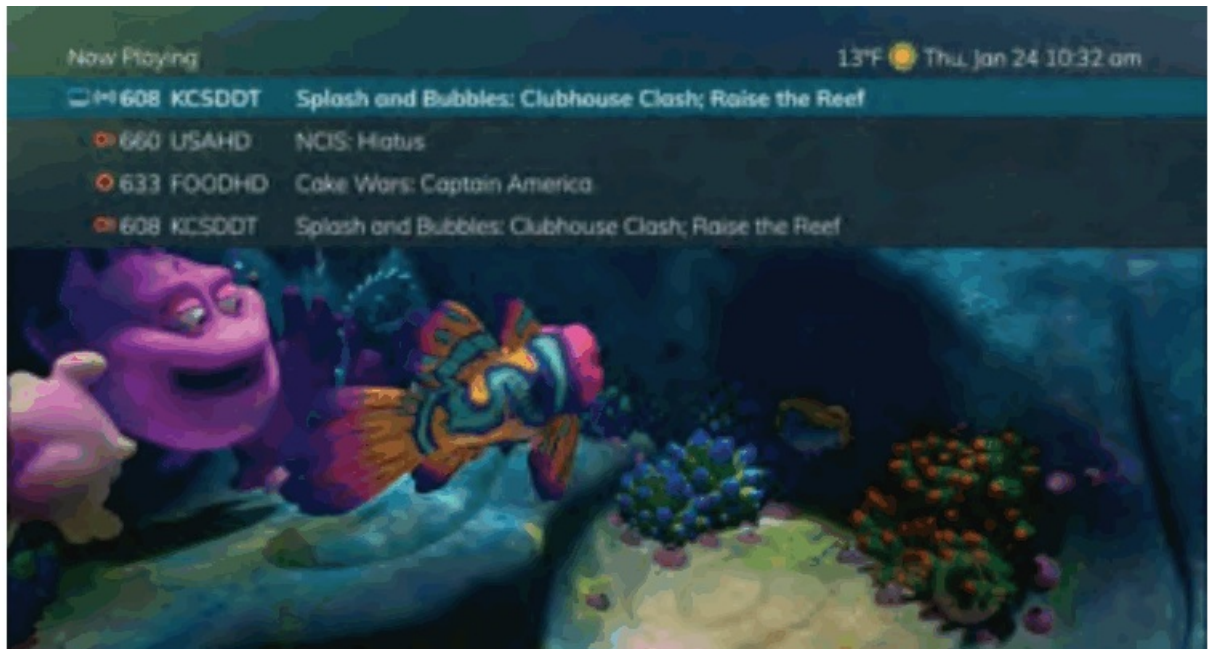 Now Playing 13°F Thu, Jan 24 10:32 am
608 KCSDDT Splash and Bubbles: Clubhouse Clash; Raise the Reef
660 USAHD NCIS: Hiatus
633 FOODHD Cake Wars: Captain America
608 KCSDDT Splash and Bubbles: Clubhouse Clash; Raise the Reef